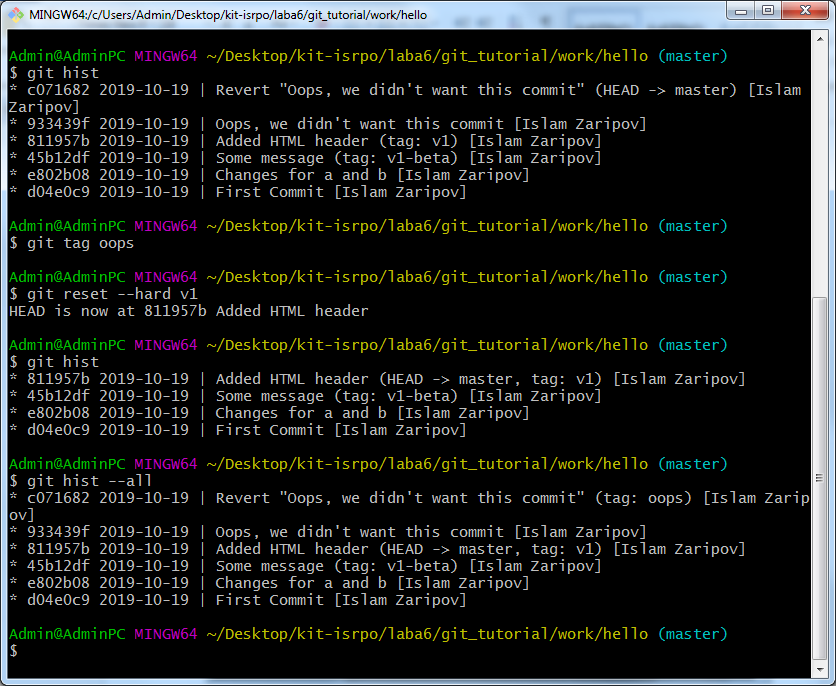 MINGW64:/c/Users/Admin/Desktop/kit-isrpo/laba6/git_tutorial/work/hello
Admin@AdminPC MINGW64 ~/Desktop/kit-isrpo/laba6/git_tutorial/work/hello (master)
$ git hist
* c071682 2019-10-19 | Revert "Oops, we didn't want this commit" (HEAD -> master) [Islam
Zaripov]
* 933439f 2019-10-19 | Oops, we didn't want this commit [Islam Zaripov]
* 811957b 2019-10-19 | Added HTML header (tag: v1) [Islam Zaripov]
* 45b12df 2019-10-19 | Some message (tag: v1-beta) [Islam Zaripov]
* e802b08 2019-10-19 | Changes for a and b [Islam Zaripov]
* d04e0c9 2019-10-19 | First Commit [Islam Zaripov]
Admin@AdminPC MINGW64 ~/Desktop/kit-isrpo/laba6/git_tutorial/work/hello (master)
$ git tag oops
Admin@AdminPC MINGW64 ~/Desktop/kit-isrpo/laba6/git_tutorial/work/hello (master)
$ git reset --hard v1
HEAD is now at 811957b Added HTML header
Admin@AdminPC MINGW64 ~/Desktop/kit-isrpo/laba6/git_tutorial/work/hello (master)
$ git hist
* 811957b 2019-10-19 | Added HTML header (HEAD -> master, tag: v1) [Islam Zaripov]
* 45b12df 2019-10-19 | Some message (tag: v1-beta) [Islam Zaripov]
* e802b08 2019-10-19 | Changes for a and b [Islam Zaripov]
* d04e0c9 2019-10-19 | First Commit [Islam Zaripov]
Admin@AdminPC MINGW64 ~/Desktop/kit-isrpo/laba6/git_tutorial/work/hello (master)
$ git hist --all
* c071682 2019-10-19 | Revert "Oops, we didn't want this commit" (tag: oops) [Islam Zarip
ov]
* 933439f 2019-10-19 | Oops, we didn't want this commit [Islam Zaripov]
* 811957b 2019-10-19 | Added HTML header (HEAD -> master, tag: v1) [Islam Zaripov]
* 45b12df 2019-10-19 | Some message (tag: v1-beta) [Islam Zaripov]
* e802b08 2019-10-19 | Changes for a and b [Islam Zaripov]
* d04e0c9 2019-10-19 | First Commit [Islam Zaripov]
Admin@AdminPC MINGW64 ~/Desktop/kit-isrpo/laba6/git_tutorial/work/hello (master)
$